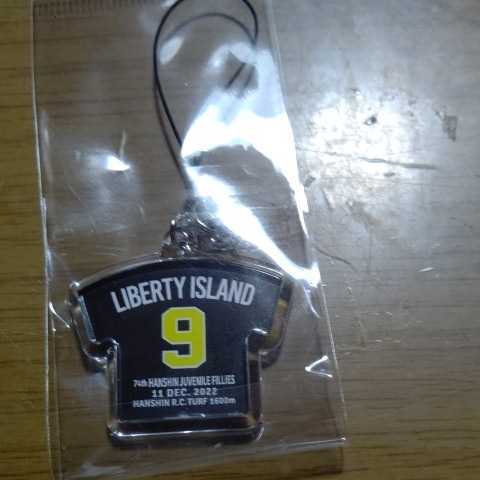 LIBERTY ISLAND
9
74th HANSHIN JUVENILE FILLIES
11 DEC. 2022
HANSHIN R.C. TURF 1600m